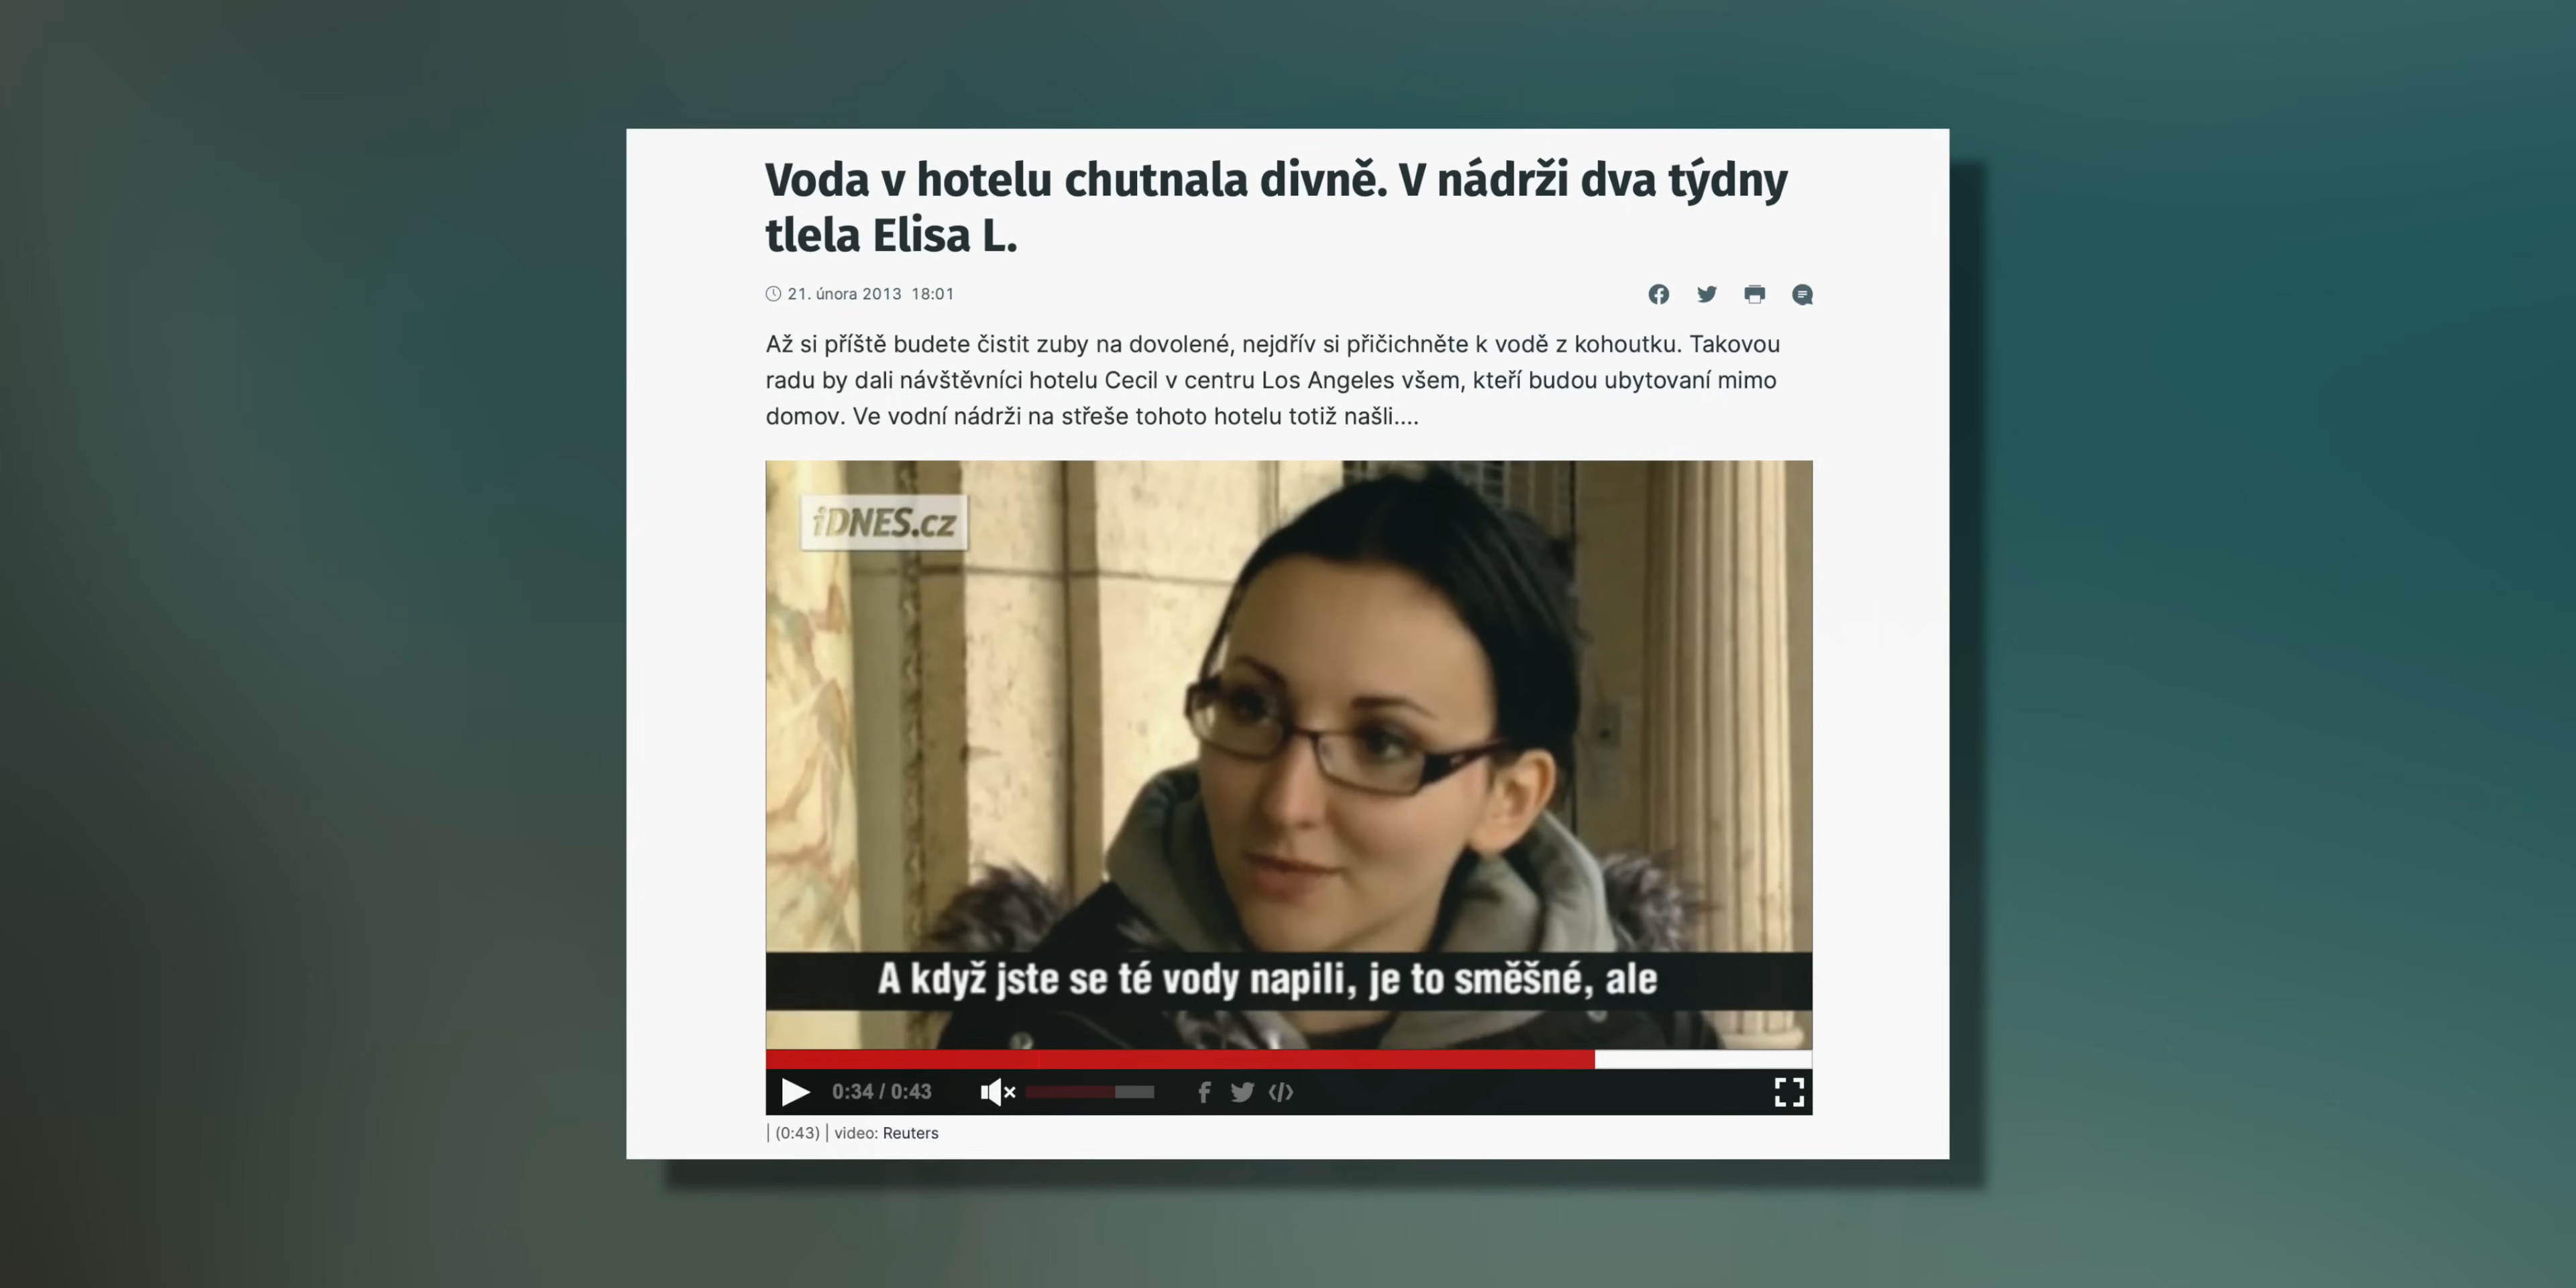 Voda v hotelu chutnala divně. V nádrži dva týdny
tlela Elisa L.
21. února 2013 18:01
Až si příště budete čistit zuby na dovolené, nejdřív si přičichněte k vodě z kohoutku. Takovou
radu by dali návštěvníci hotelu Cecil v centru Los Angeles všem, kteří budou ubytovaní mimo
domov. Ve vodní nádrži na střeše tohoto hotelu totiž našli....
iDNES.cz
A když jste se té vody napili, je to směšné, ale
0:34 / 0:43
| (0:43) | video: Reuters